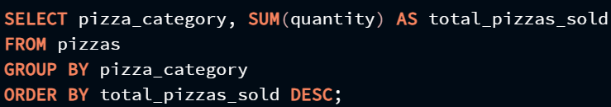 SELECT pizza_category, SUM(quantity) AS total_pizzas_sold
FROM pizzas
GROUP BY pizza_category
ORDER BY total_pizzas_sold DESC;